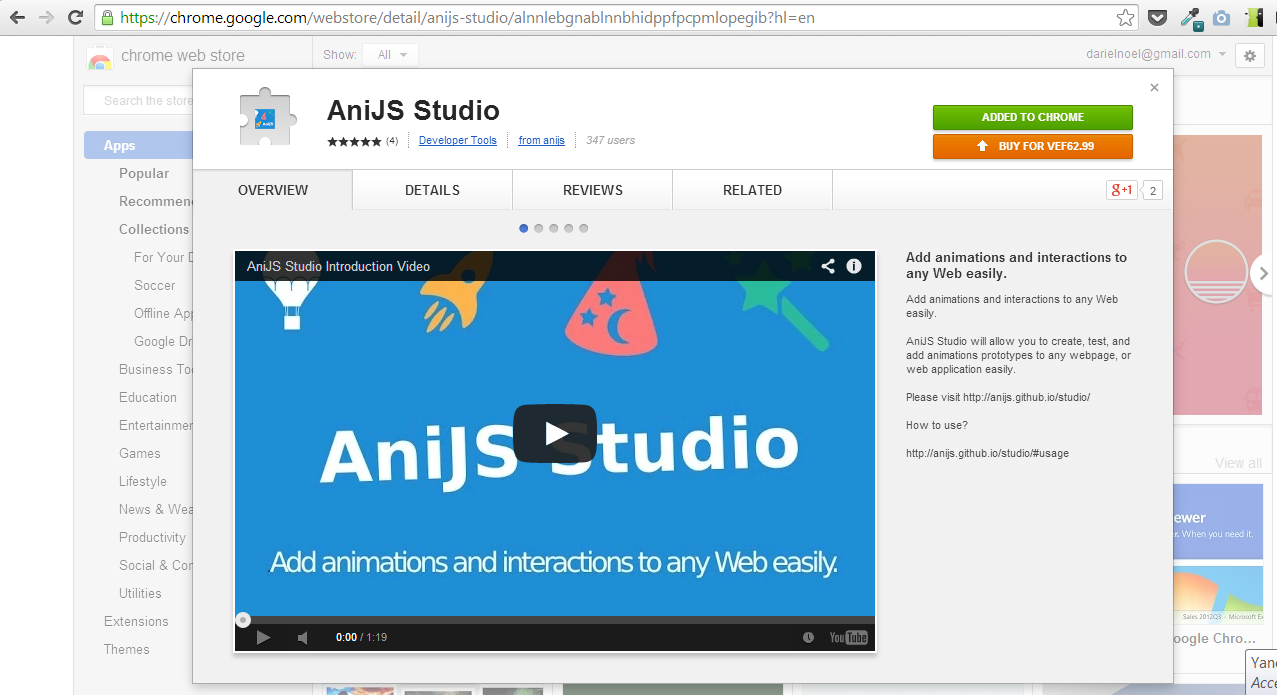 https://chrome.google.com/webstore/detail/anijs-studio/alnnlebgnablnnbhidppfpcpmlopegib?hl=en
chrome web store
Show: All
darielnoel@gmail.com
Search the store
Apps
Popular
Recommen
Collections
For Your D
Soccer
Offline App
Google Dr
Business Too
Education
Entertainmen
Games
Lifestyle
News & Wea
Productivity
Social & Con
Utilities
Extensions
Themes
AniJS Studio
(4) Developer Tools from anijs 347 users
ADDED TO CHROME
BUY FOR VEF62.99
OVERVIEW DETAILS REVIEWS RELATED
g+1 2
AniJS Studio Introduction Video
AniJS Studio
Add animations and interactions to any Web easily.
0:00 / 1:19
YouTube
Add animations and interactions to
any Web easily.
Add animations and interactions to any Web
easily.
AniJS Studio will allow you to create, test, and
add animations prototypes to any webpage, or
web application easily.
Please visit http://anijs.github.io/studio/
How to use?
http://anijs.github.io/studio/#usage
View all
ewer
. When you need it.
Sales 2012Q3 - Microsoft Ex
oogle Chro...
Yand
Acce